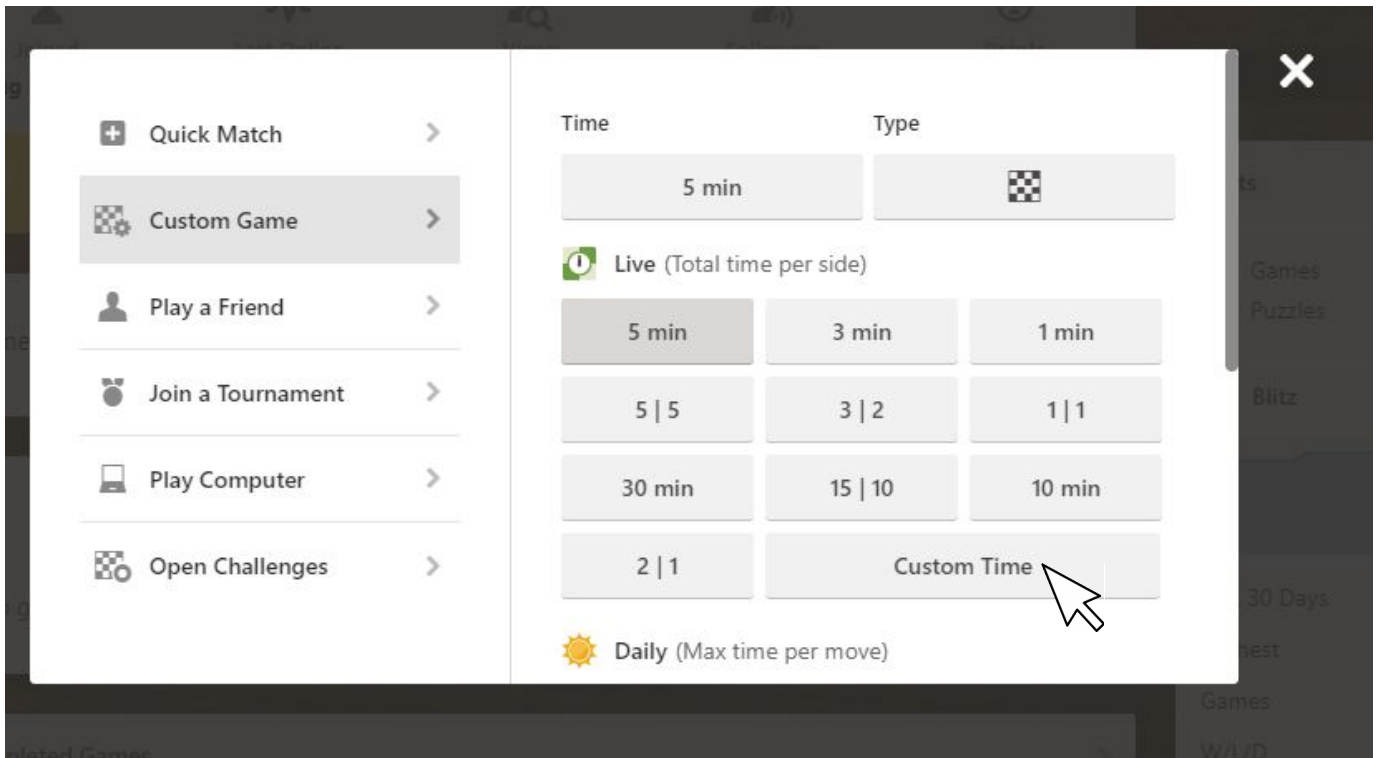 Quick Match
Custom Game
Play a Friend
Join a Tournament
Play Computer
Open Challenges
Time
Type
5 min
Live (Total time per side)
5 min
3 min
1 min
5 | 5
3 | 2
1 | 1
30 min
15 | 10
10 min
2 | 1
Custom Time
Daily (Max time per move)
Games
Puzzles
Blitz
30 Days
Games
W/L/D